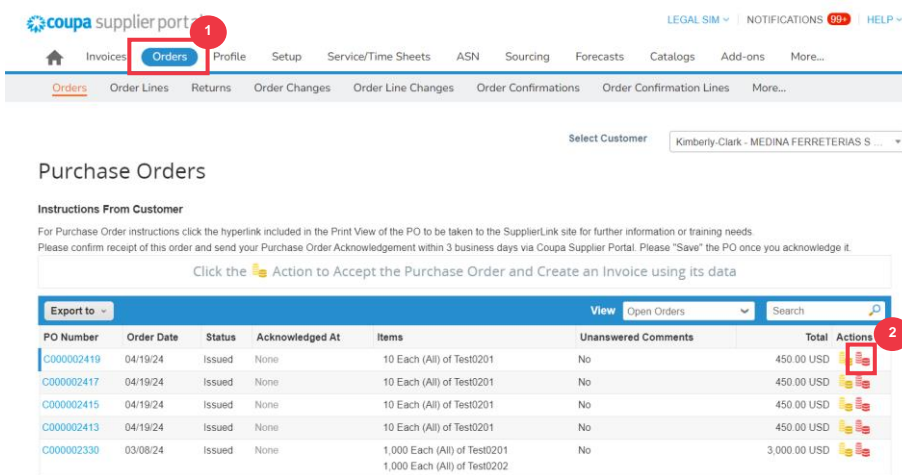 coupa supplier port
1
LEGAL SIM NOTIFICATIONS 99+ HELP
Invoices Orders Profile Setup Service/Time Sheets ASN Sourcing Forecasts Catalogs Add-ons More...
Orders Order Lines Returns Order Changes Order Line Changes Order Confirmations Order Confirmation Lines More...
Select Customer Kimberly-Clark - MEDINA FERRETERIAS S ...
Purchase Orders
Instructions From Customer
For Purchase Order instructions click the hyperlink included in the Print View of the PO to be taken to the SupplierLink site for further information or training needs.
Please confirm receipt of this order and send your Purchase Order Acknowledgement within 3 business days via Coupa Supplier Portal. Please "Save" the PO once you acknowledge it.
Click the Action to Accept the Purchase Order and Create an Invoice using its data
Export to View Open Orders Search
2
PO Number Order Date Status Acknowledged At Items Unanswered Comments Total Actions
C000002419 04/19/24 Issued None 10 Each (All) of Test0201 No 450.00 USD
C000002417 04/19/24 Issued None 10 Each (All) of Test0201 No 450.00 USD
C000002415 04/19/24 Issued None 10 Each (All) of Test0201 No 450.00 USD
C000002413 04/19/24 Issued None 10 Each (All) of Test0201 No 450.00 USD
C000002330 03/08/24 Issued None 1,000 Each (All) of Test0201 No 3,000.00 USD
1,000 Each (All) of Test0202